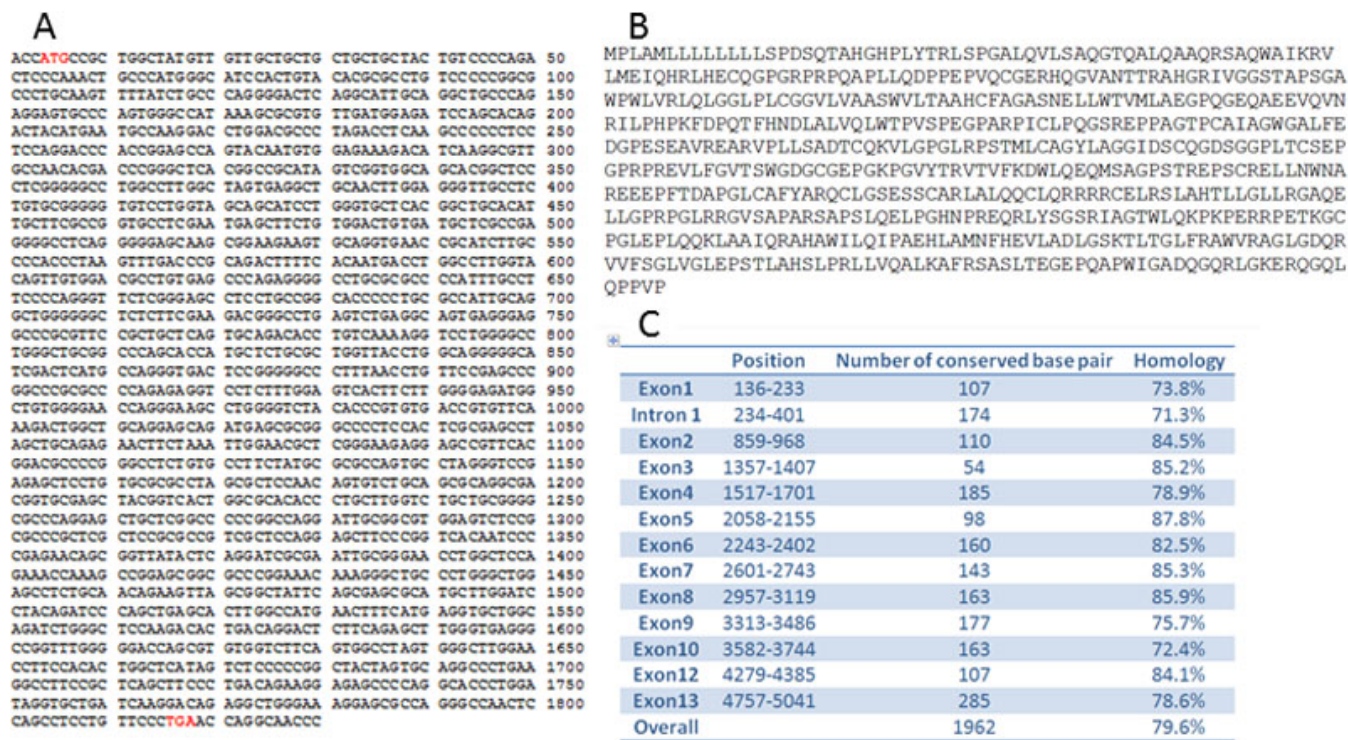 A
ACCATGCCGC TGGCTATGTT GTTGCTGCTG CTGCTGCTAC TGTCCCCAGA 50
CTCCCAAACT GCCCATGGGC ATCCACTGTA CACGCGCCTG TCCCCCGGCG 100
CCCTGCAAGT TTTATCTGCC CAGGGGACTC AGGCATTGCA GGCTGCCCAG 150
AGGAGTGCCC AGTGGGCCAT AAAGCGCGTG TTGATGGAGA TCCAGCACAG 200
ACTACATGAA TGCCAAGGAC CTGGACGCCC TAGACCTCAA GCCCCCCTCC 250
TCCAGGACCC ACCGGAGCCA GTACAATGTG GAGAAAGACA TCAAGGCGTT 300
GCCAACACGA CCCGGGCTCA CGGCCGCATA GTCGGTGGCA GCACGGCTCC 350
CTCGGGGGCC TGGCCTTGGC TAGTGAGGCT GCAACTTGGA GGGTTGCCTC 400
TGTGCGGGGG TGTCCTGGTA GCAGCATCCT GGGTGCTCAC GGCTGCACAT 450
TGCTTCGCCG GTGCCTCGAA TGAGCTTCTG TGGACTGTGA TGCTCGCCGA 500
GGGGCCTCAG GGGGAGCAAG CGGAAGAAGT GCAGGTGAAC CGCATCTTGC 550
CCCACCCTAA GTTTGACCCG CAGACTTTTC ACAATGACCT GGCCTTGGTA 600
CAGTTGTGGA CGCCTGTGAG CCCAGAGGGG CCTGCGCGCC CCATTTGCCT 650
TCCCCAGGGT TCTCGGGAGC CTCCTGCCGG CACCCCCTGC GCCATTGCAG 700
GCTGGGGGGC TCTCTTCGAA GACGGGCCTG AGTCTGAGGC AGTGAGGGAG 750
GCCCGCGTTC CGCTGCTCAG TGCAGACACC TGTCAAAAGG TCCTGGGGCC 800
TGGGCTGCGG CCCAGCACCA TGCTCTGCGC TGGTTACCTG GCAGGGGGCA 850
TCGACTCATG CCAGGGTGACT CCGGGGGCC CTTTAACCTG TTCCGAGCCC 900
GGCCCGCGCC CCAGAGAGGT CCTCTTTGGA GTCACTTCTT GGGGAGATGG 950
CTGTGGGGAA CCAGGGAAGC CTGGGGTCTA CACCCGTGTG ACCGTGTTCA 1000
AAGACTGGCT GCAGGAGCAG ATGAGCGCGG GCCCCTCCAC TCGCGAGCCT 1050
AGCTGCAGAG AACTTCTAAA TTGGAACGCT CGGGAAGAGG AGCCGTTCAC 1100
GGACGCCCCG GGCCTCTGTG CCTTCTATGC GCGCCAGTGC CTAGGGTCCG 1150
AGAGCTCCTG TGCGCGCCTA GCGCTCCAAC AGTGTCTGCA GCGCAGGCGA 1200
CGGTGCGAGC TACGGTCACT GGCGCACACC CTGCTTGGTC TGCTGCGGGG 1250
CGCCCAGGAG CTGCTCGGCC CCCGGCCAGG ATTGCGGCGT GGAGTCTCCG 1300
CGCCCGCTCG CTCCGCGCCG TCGCTCCAGG AGCTTCCCGG TCACAATCCC 1350
CGAGAACAGC GGTTATACTC AGGATCGCGA ATTGCGGGAA CCTGGCTCCA 1400
GAAACCAAAG CCGGAGCGGC GCCCGGAAAC AAAGGGCTGC CCTGGGCTGG 1450
AGCCTCTGCA ACAGAAGTTA GCGGCTATTC AGCGAGCGCA TGCTTGGATC 1500
CTACAGATCC CAGCTGAGCA CTTGGCCATG AACTTTCATG AGGTGCTGGC 1550
AGATCTGGGC TCCAAGACAC TGACAGGACT CTTCAGAGCT TGGGTGAGGG 1600
CCGGTTTGGG GGACCAGCGT GTGGTCTTCA GTGGCCTAGT GGGCTTGGAA 1650
CCTTCCACAC TGGCTCATAG TCTCCCCCGG CTACTAGTGC AGGCCCTGAA 1700
GGCCTTCCGC TCAGCTTCCC TGACAGAAGG AGAGCCCCAG GCACCCTGGA 1750
TAGGTGCTGA TCAAGGACAG AGGCTGGGAA AGGAGCGCCA GGGCCAACTC 1800
CAGCCTCCTG TTCCCTGAAC CAGGCAACCC
B
MPLAMLLLLLLLLLSPDSQTAHGHPLYTRLSPGALQVLSAQGTQALQAAQRSAQWAIKRV
LMEIQHRLHECQGPGRPRPQAPLLQDPPEPVQCGERHQGVANTTRAHGRIVGGSTAPSGA
WPWLVRLQLGGLPLCGGVLVAASWVLTAAHCFAGASNELLWTVMLAEGPQGEQAEEVQVN
RILPHPKFDPQTFHNDLALVQLWTPVSPEGPARPICLPQGSREPPAGTPCAIAGWGALFE
DGPESEAVREARVPLLSADTCQKVLGPGLRPSTMLCAGYLAGGIDSCQGDSGGPLTCSEP
GPRPREVLFGVTSWGDGCGEPGKPGVYTRVTVFKDWLQEQMSAGPSTREPSCRELLNWNA
REEEPFTDAPGLCAFYARQCLGSESSCARLALQQCLQRRRRCELRSLAHTLLGLLRGAQE
LLGPRPGLRRGVSAPARSAPSLQELPGHNPREQRLYSGSRIAGTWLQKPKPERRPETKGC
PGLEPLQQKLAAIQRAHAWILQIPAEHLAMNFHEVLADLGSKTLTGLFRAWVRAGLGDQR
VVFSGLVGLEPSTLAHSLPRLLVQALKAFRSASLTEGEPQAPWIGADQGQRLGKERQGQL
QPPVP
C
Position Number of conserved base pair Homology
Exon1 136-233 107 73.8%
Intron 1 234-401 174 71.3%
Exon2 859-968 110 84.5%
Exon3 1357-1407 54 85.2%
Exon4 1517-1701 185 78.9%
Exon5 2058-2155 98 87.8%
Exon6 2243-2402 160 82.5%
Exon7 2601-2743 143 85.3%
Exon8 2957-3119 163 85.9%
Exon9 3313-3486 177 75.7%
Exon10 3582-3744 163 72.4%
Exon12 4279-4385 107 84.1%
Exon13 4757-5041 285 78.6%
Overall 1962 79.6%